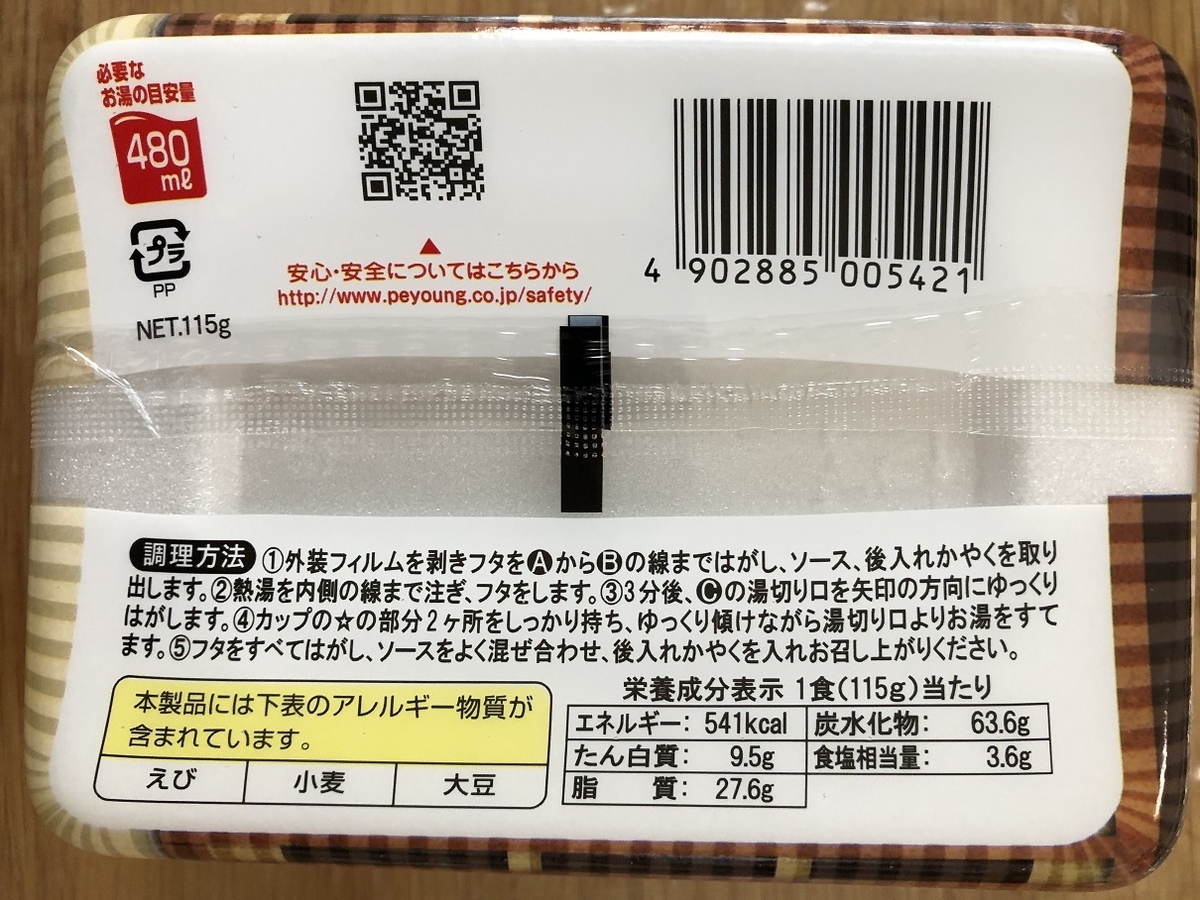 必要な
お湯の目安量
480
mℓ
プラ
PP
NET.115g
安心・安全についてはこちらから
http://www.peyoung.co.jp/safety/
4 902885 005421
調理方法 ①外装フィルムを剥きフタをAからBの線まではがし、ソース、後入れかやくを取り
出します。②熱湯を内側の線まで注ぎ、フタをします。③3分後、Cの湯切り口を矢印の方向にゆっくり
はがします。④カップの☆の部分2ヶ所をしっかり持ち、ゆっくり傾けながら湯切り口よりお湯をすて
ます。⑤フタをすべてはがし、ソースをよく混ぜ合わせ、後入れかやくを入れお召し上がりください。
本製品には下表のアレルギー物質が
含まれています。
えび 小麦 大豆
栄養成分表示 1食(115g)当たり
エネルギー: 541kcal 炭水化物: 63.6g
たん白質: 9.5g 食塩相当量: 3.6g
脂 質: 27.6g